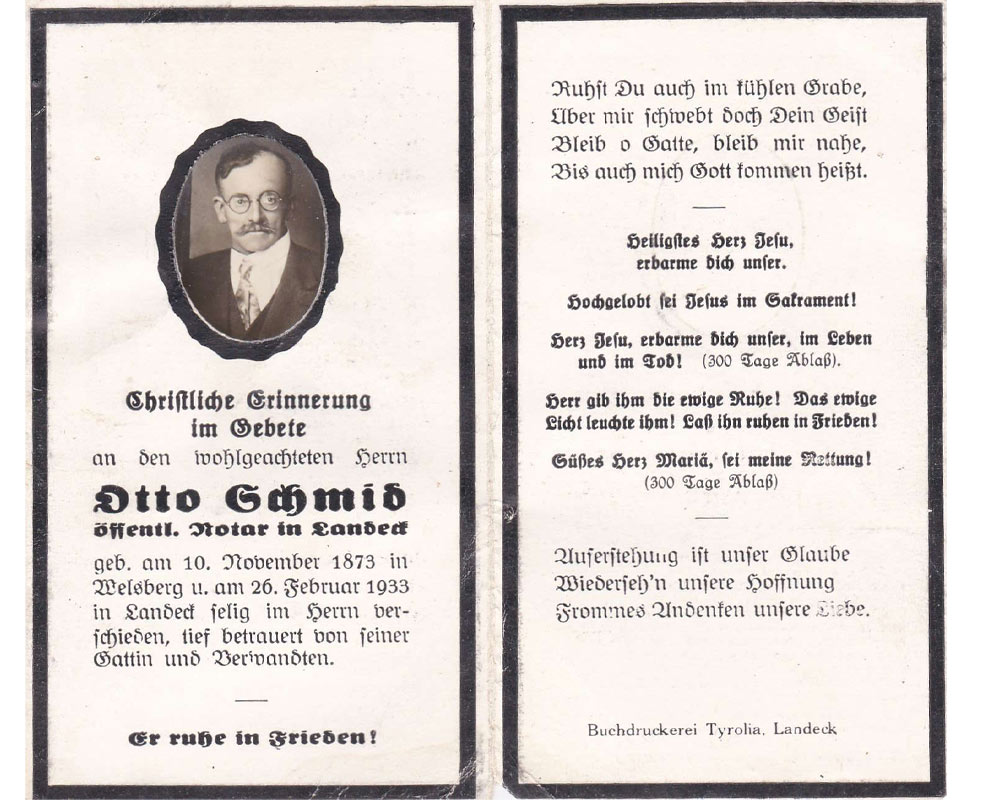 Christliche Erinnerung
im Gebete
an den wohlgeachteten Herrn
Otto Schmid
öffentl. Notar in Landeck
geb. am 10. November 1873 in
Welsberg u. am 26. Februar 1933
in Landeck selig im Herrn ver-
schieden, tief betrauert von seiner
Gattin und Verwandten.
Er ruhe in Frieden!
Ruhst Du auch im kühlen Grabe,
Über mir schwebt doch Dein Geist
Bleib o Gatte, bleib mir nahe,
Bis auch mich Gott kommen heißt.
Heiligstes Herz Jesu,
erbarme dich unser.
Hochgelobt sei Jesus im Sakrament!
Herz Jesu, erbarme dich unser, im Leben
und im Tod! (300 Tage Ablaß).
Herr gib ihm die ewige Ruhe! Das ewige
Licht leuchte ihm! Laß ihn ruhen in Frieden!
Süßes Herz Mariä, sei meine Rettung!
(300 Tage Ablaß)
Auferstehung ist unser Glaube
Wiederseh'n unsere Hoffnung
Frommes Andenken unsere Liebe.
Buchdruckerei Tyrolia, Landeck